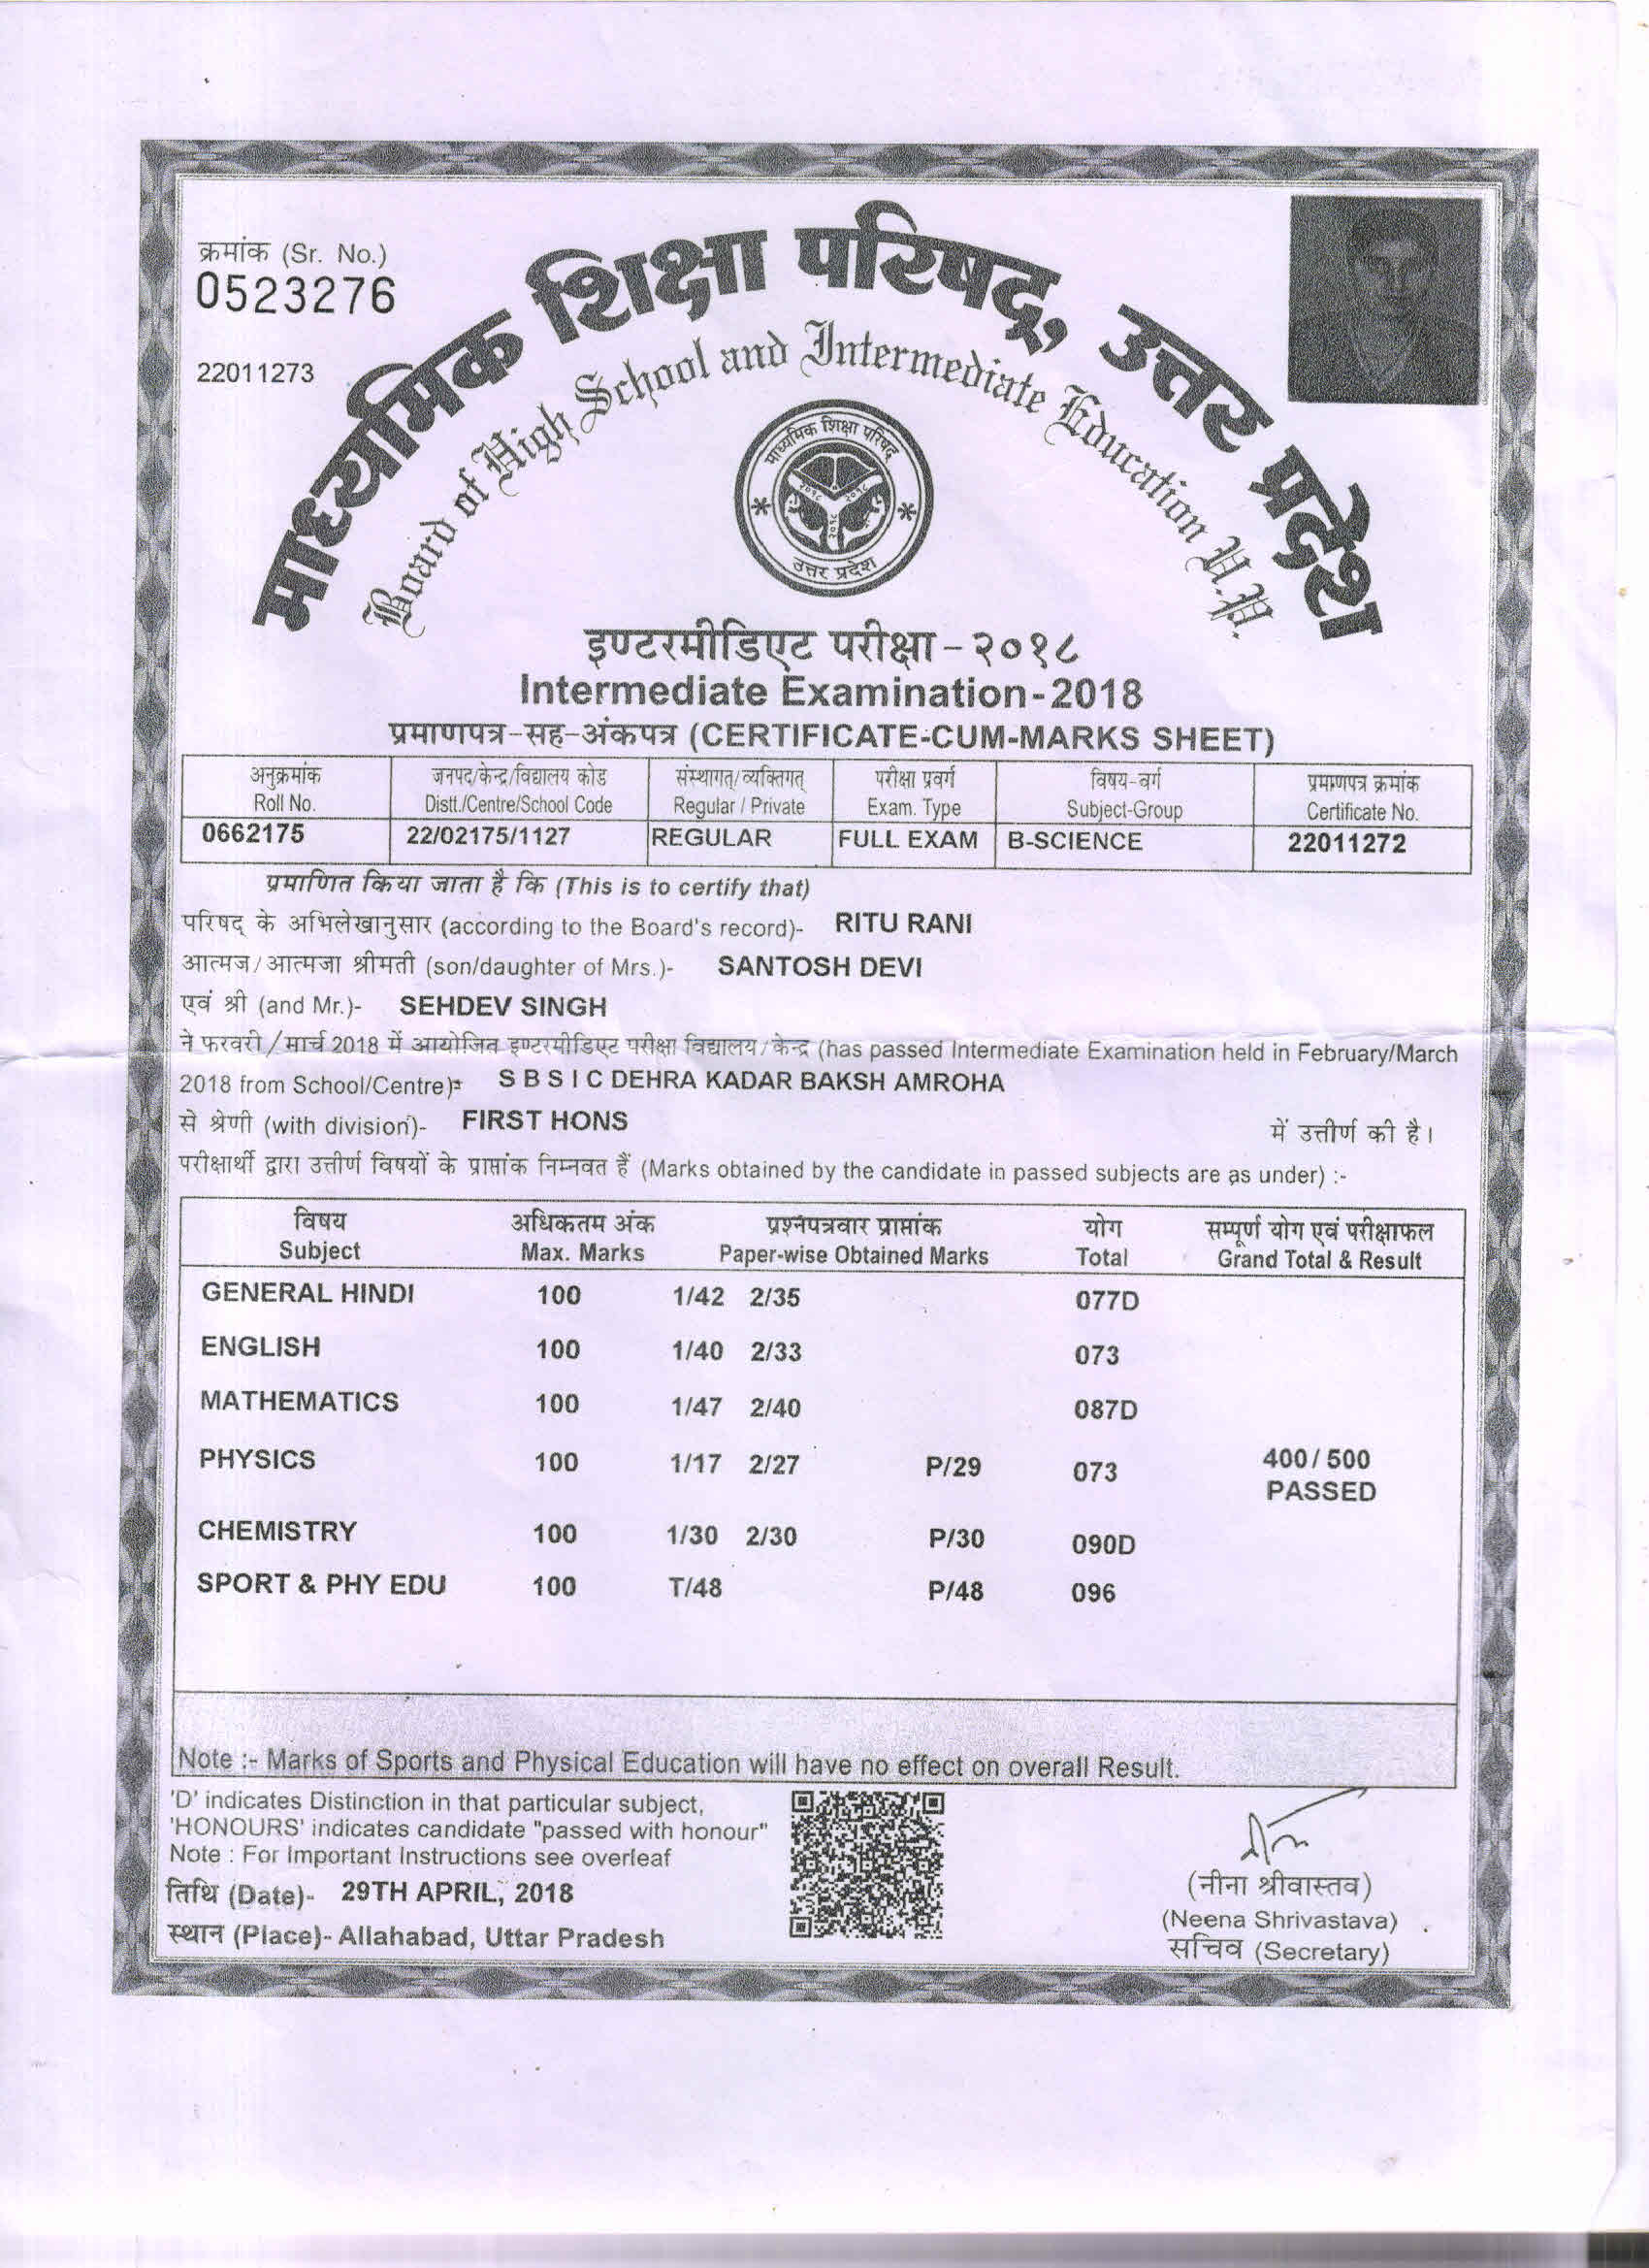 क्रमांक (Sr. No.)
0523276
22011273
माध्यमिक शिक्षा परिषद्, उत्तर प्रदेश
Board of High School and Intermediate Education U.P.
माध्यमिक शिक्षा परिषद्
उत्तर प्रदेश
इण्टरमीडिएट परीक्षा-२०१८
Intermediate Examination-2018
प्रमाणपत्र-सह-अंकपत्र (CERTIFICATE-CUM-MARKS SHEET)
अनुक्रमांक जनपद/केन्द्र/विद्यालय कोड संस्थागत/व्यक्तिगत् परीक्षा प्रवर्ग विषय-वर्ग प्रमाणपत्र क्रमांक
Roll No. Distt./Centre/School Code Regular / Private Exam. Type Subject-Group Certificate No.
0662175 22/02175/1127 REGULAR FULL EXAM B-SCIENCE 22011272
प्रमाणित किया जाता है कि (This is to certify that)
परिषद् के अभिलेखानुसार (according to the Board's record)- RITU RANI
आत्मज/आत्मजा श्रीमती (son/daughter of Mrs.)- SANTOSH DEVI
एवं श्री (and Mr.)- SEHDEV SINGH
ने फरवरी/मार्च 2018 में आयोजित इण्टरमीडिएट परीक्षा विद्यालय/केन्द्र (has passed Intermediate Examination held in February/March
2018 from School/Centre)- S B S I C DEHRA KADAR BAKSH AMROHA
से श्रेणी (with division)- FIRST HONS में उत्तीर्ण की है।
परीक्षार्थी द्वारा उत्तीर्ण विषयों के प्राप्तांक निम्नवत हैं (Marks obtained by the candidate in passed subjects are as under) :-
विषय अधिकतम अंक प्रश्नपत्रवार प्राप्तांक योग सम्पूर्ण योग एवं परीक्षाफल
Subject Max. Marks Paper-wise Obtained Marks Total Grand Total & Result
GENERAL HINDI 100 1/42 2/35 077D
ENGLISH 100 1/40 2/33 073
MATHEMATICS 100 1/47 2/40 087D
PHYSICS 100 1/17 2/27 P/29 073 400/500
PASSED
CHEMISTRY 100 1/30 2/30 P/30 090D
SPORT & PHY EDU 100 T/48 P/48 096
Note :- Marks of Sports and Physical Education will have no effect on overall Result.
'D' indicates Distinction in that particular subject,
'HONOURS' indicates candidate "passed with honour"
Note : For Important Instructions see overleaf
तिथि (Date)- 29TH APRIL, 2018
स्थान (Place)- Allahabad, Uttar Pradesh
(नीना श्रीवास्तव)
(Neena Shrivastava)
सचिव (Secretary)